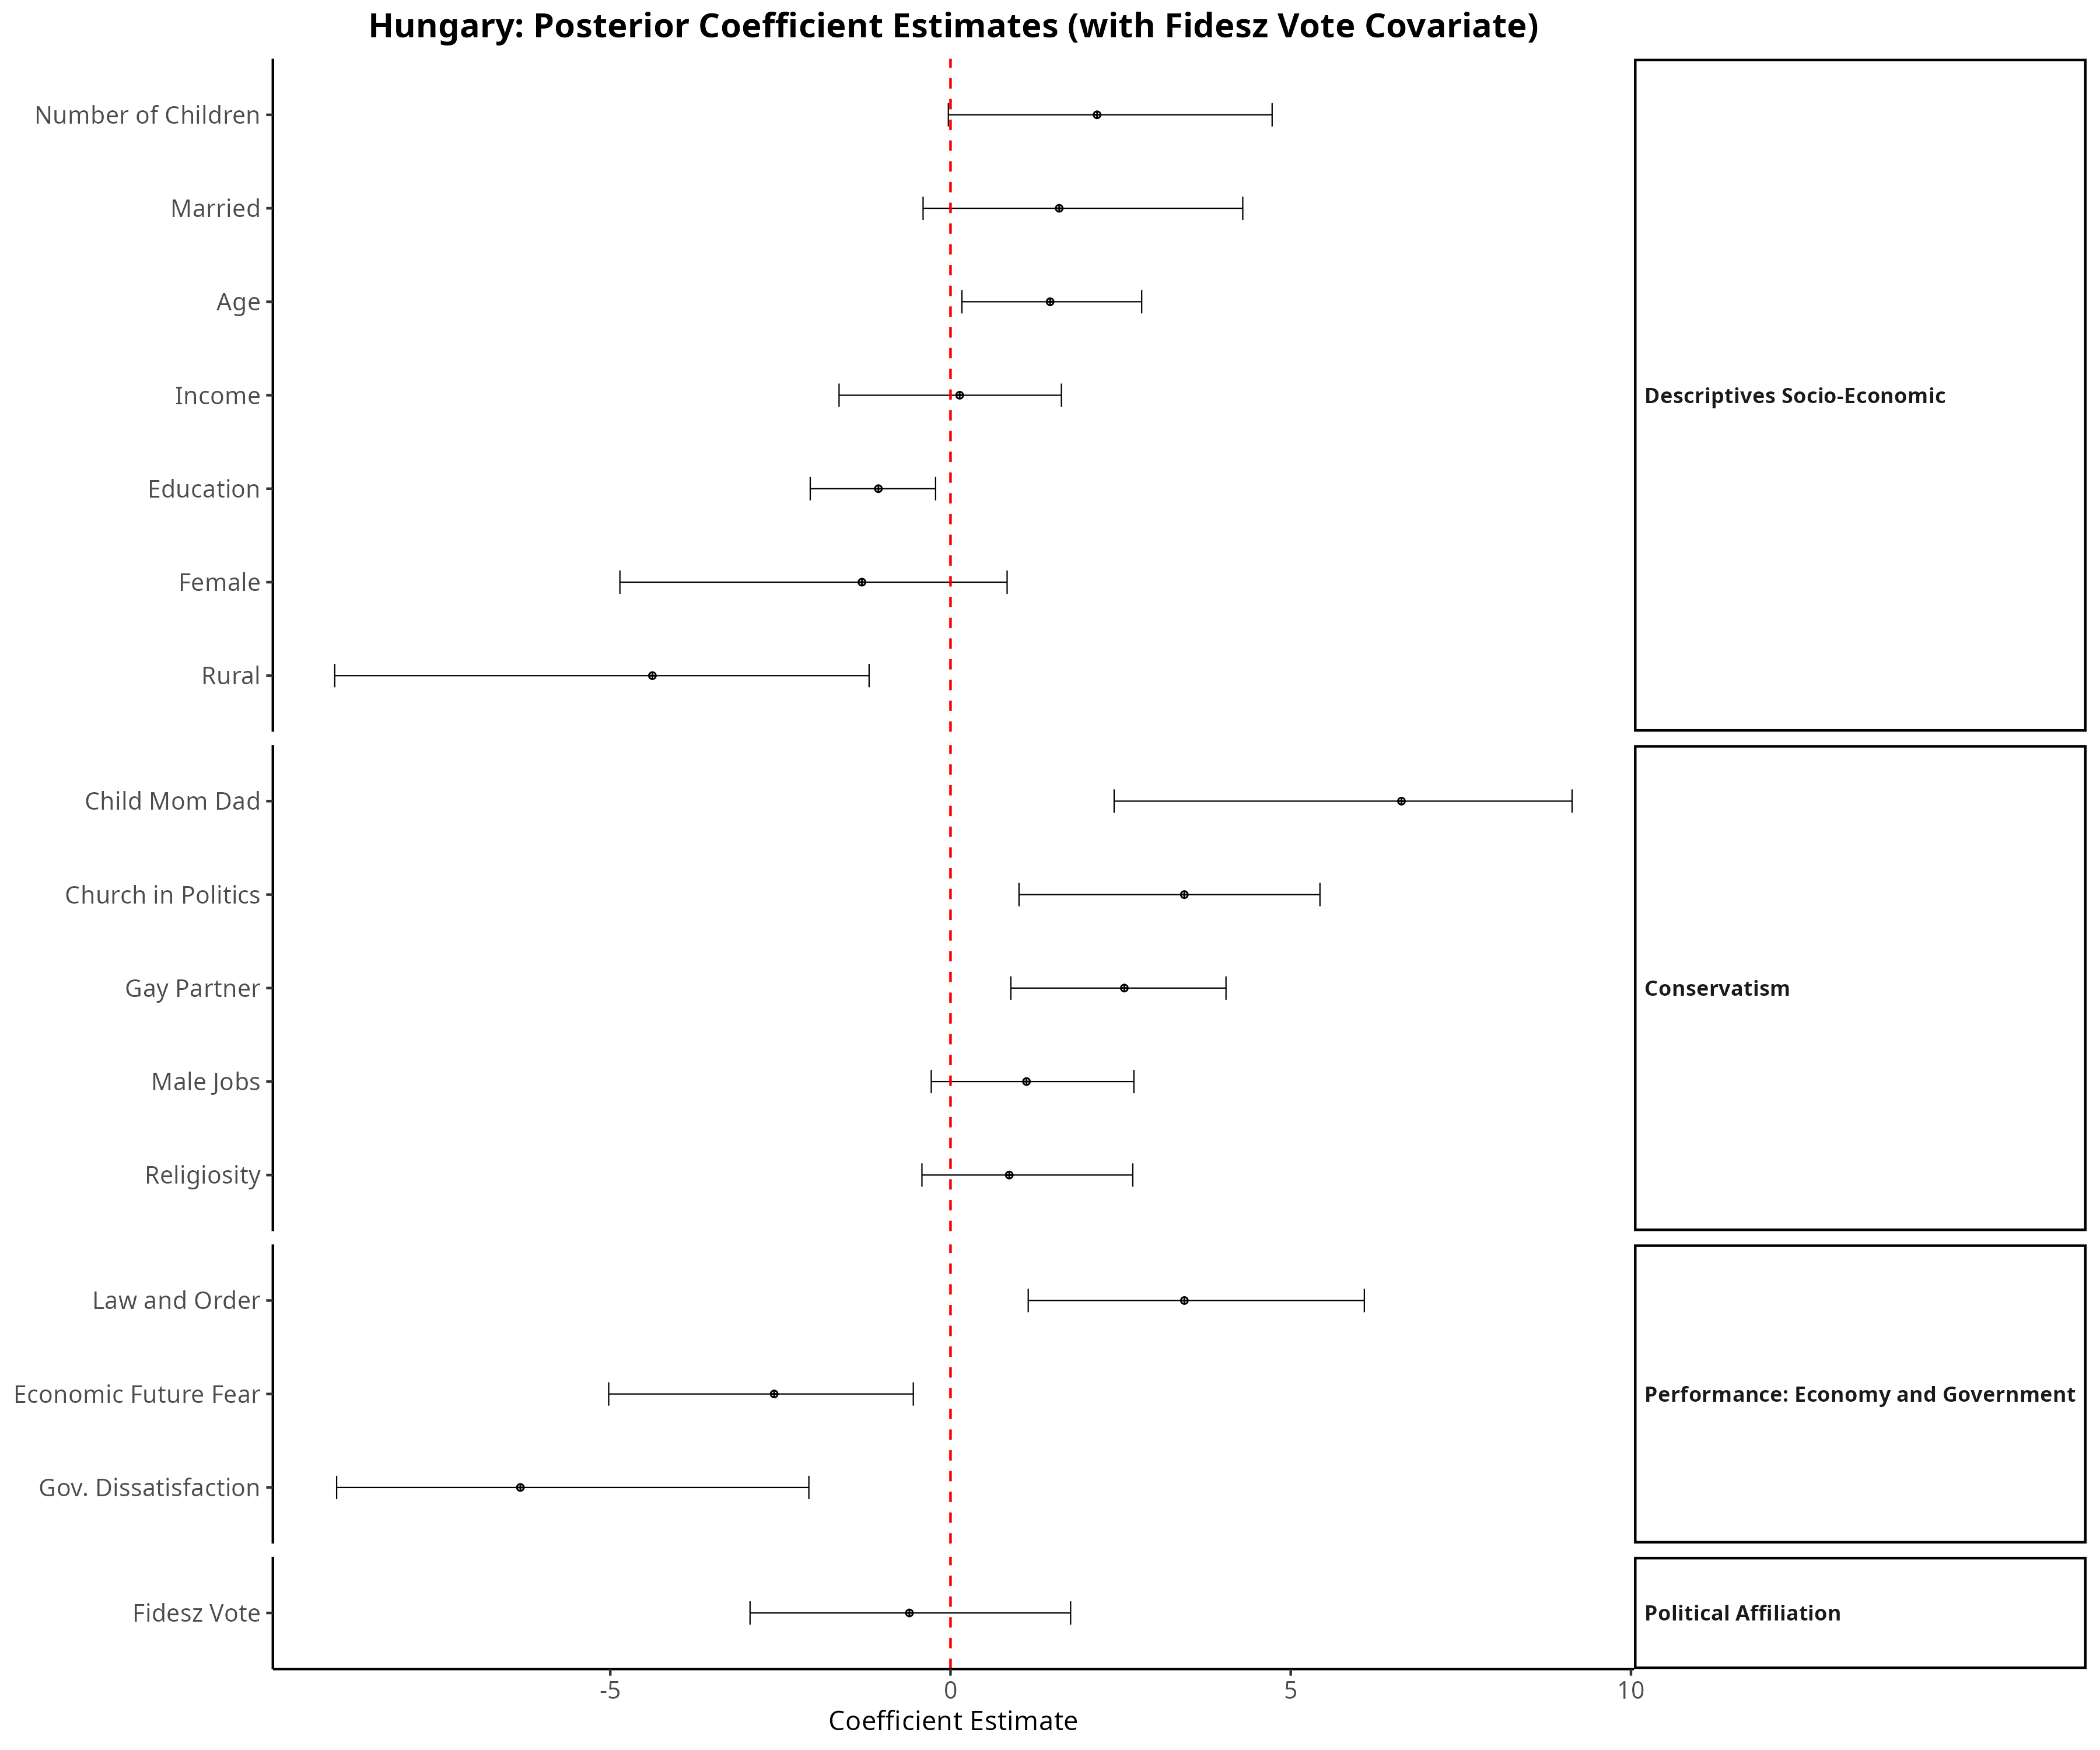 Hungary: Posterior Coefficient Estimates (with Fidesz Vote Covariate)
Number of Children
Married
Age
Income
Education
Female
Rural
Descriptives Socio-Economic
Child Mom Dad
Church in Politics
Gay Partner
Male Jobs
Religiosity
Conservatism
Law and Order
Economic Future Fear
Gov. Dissatisfaction
Performance: Economy and Government
Fidesz Vote
Political Affiliation
-5 0 5 10
Coefficient Estimate